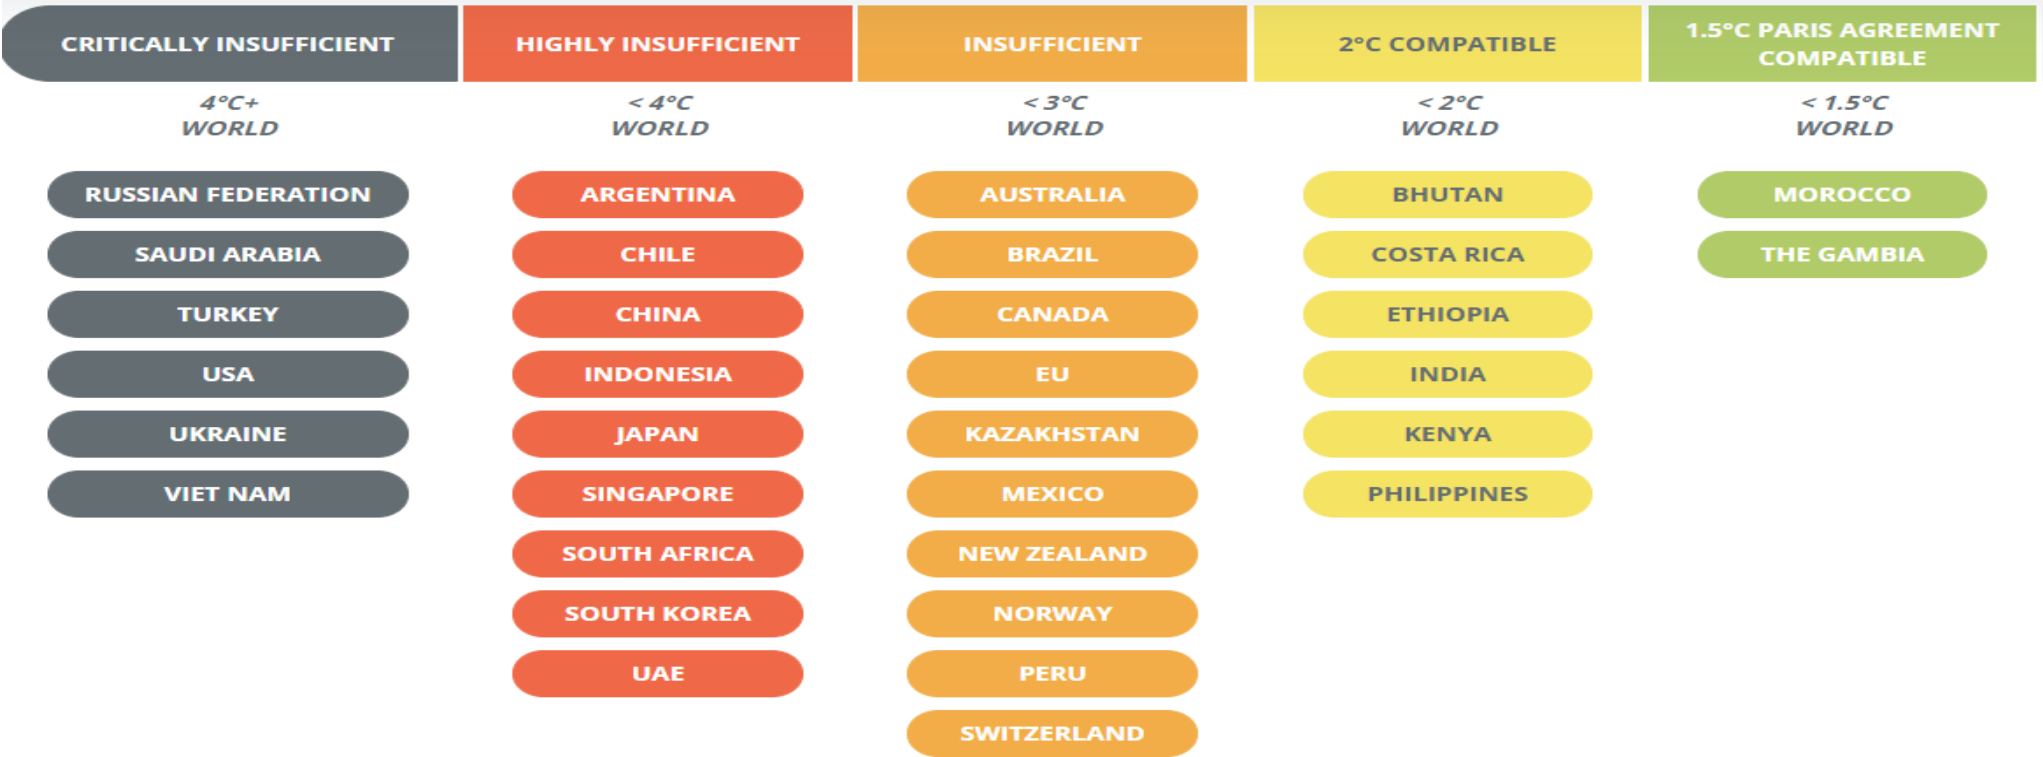 CRITICALLY INSUFFICIENT
4°C+
WORLD
RUSSIAN FEDERATION
SAUDI ARABIA
TURKEY
USA
UKRAINE
VIET NAM
HIGHLY INSUFFICIENT
< 4°C
WORLD
ARGENTINA
CHILE
CHINA
INDONESIA
JAPAN
SINGAPORE
SOUTH AFRICA
SOUTH KOREA
UAE
INSUFFICIENT
< 3°C
WORLD
AUSTRALIA
BRAZIL
CANADA
EU
KAZAKHSTAN
MEXICO
NEW ZEALAND
NORWAY
PERU
SWITZERLAND
2°C COMPATIBLE
< 2°C
WORLD
BHUTAN
COSTA RICA
ETHIOPIA
INDIA
KENYA
PHILIPPINES
1.5°C PARIS AGREEMENT
COMPATIBLE
< 1.5°C
WORLD
MOROCCO
THE GAMBIA